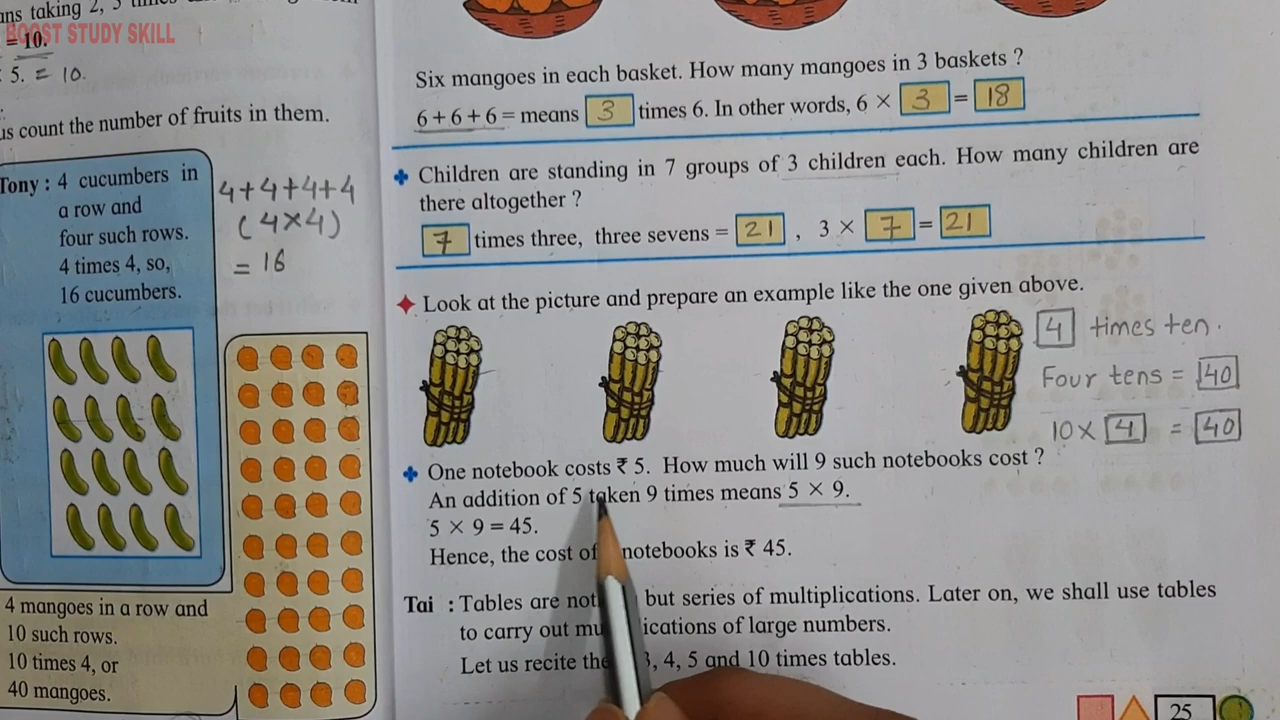 ns taking 2, 3 times
BOOST STUDY SKILL
= 10.
5. = 10.
us count the number of fruits in them.
Tony : 4 cucumbers in
a row and
four such rows.
4 times 4, so,
16 cucumbers.
4+4+4+4
(4×4)
= 16
4 mangoes in a row and
10 such rows.
10 times 4, or
40 mangoes.
Six mangoes in each basket. How many mangoes in 3 baskets ?
6 + 6 + 6 = means 3 times 6. In other words, 6 × 3 = 18
Children are standing in 7 groups of 3 children each. How many children are
there altogether ?
7 times three, three sevens = 21 , 3 × 7 = 21
Look at the picture and prepare an example like the one given above.
4 times ten.
Four tens = 40
10 × 4 = 40
One notebook costs ₹ 5. How much will 9 such notebooks cost ?
An addition of 5 taken 9 times means 5 × 9.
5 × 9 = 45.
Hence, the cost of notebooks is ₹ 45.
Tai : Tables are not but series of multiplications. Later on, we shall use tables
to carry out multiplications of large numbers.
Let us recite the 3, 4, 5 and 10 times tables.
25